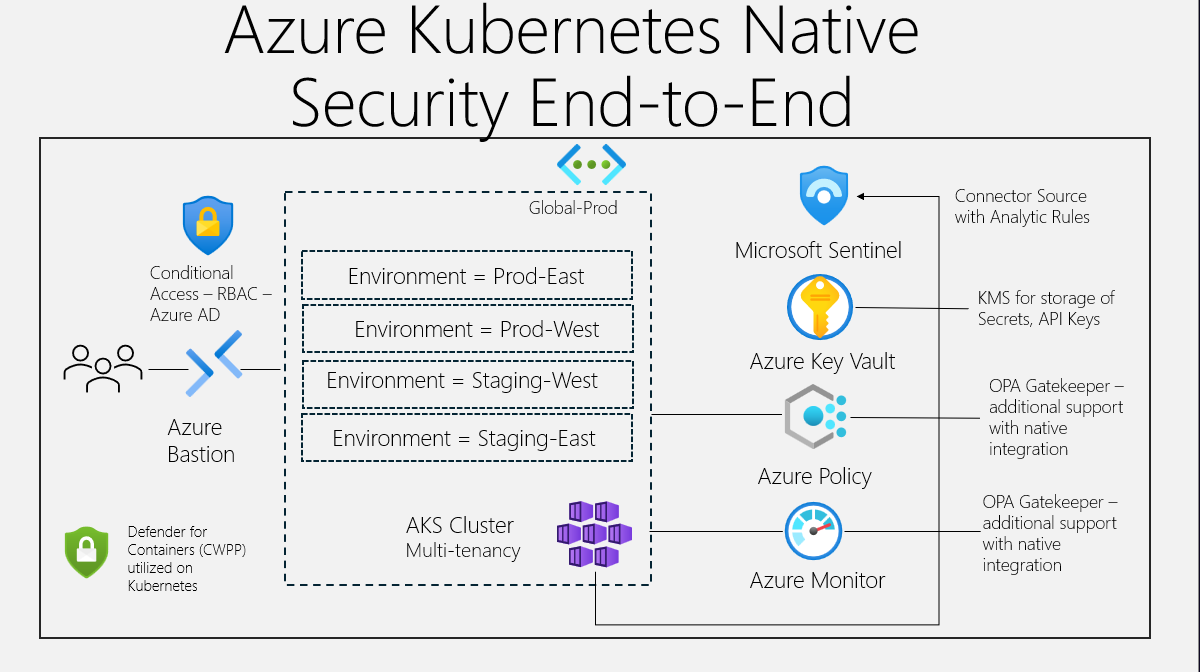 Azure Kubernetes Native
Security End-to-End
Global-Prod
Conditional
Access – RBAC –
Azure AD
Azure
Bastion
Defender for
Containers (CWPP)
utilized on
Kubernetes
Environment = Prod-East
Environment = Prod-West
Environment = Staging-West
Environment = Staging-East
AKS Cluster
Multi-tenancy
Microsoft Sentinel
Azure Key Vault
Azure Policy
Azure Monitor
Connector Source
with Analytic Rules
KMS for storage of
Secrets, API Keys
OPA Gatekeeper –
additional support
with native
integration
OPA Gatekeeper –
additional support
with native
integration